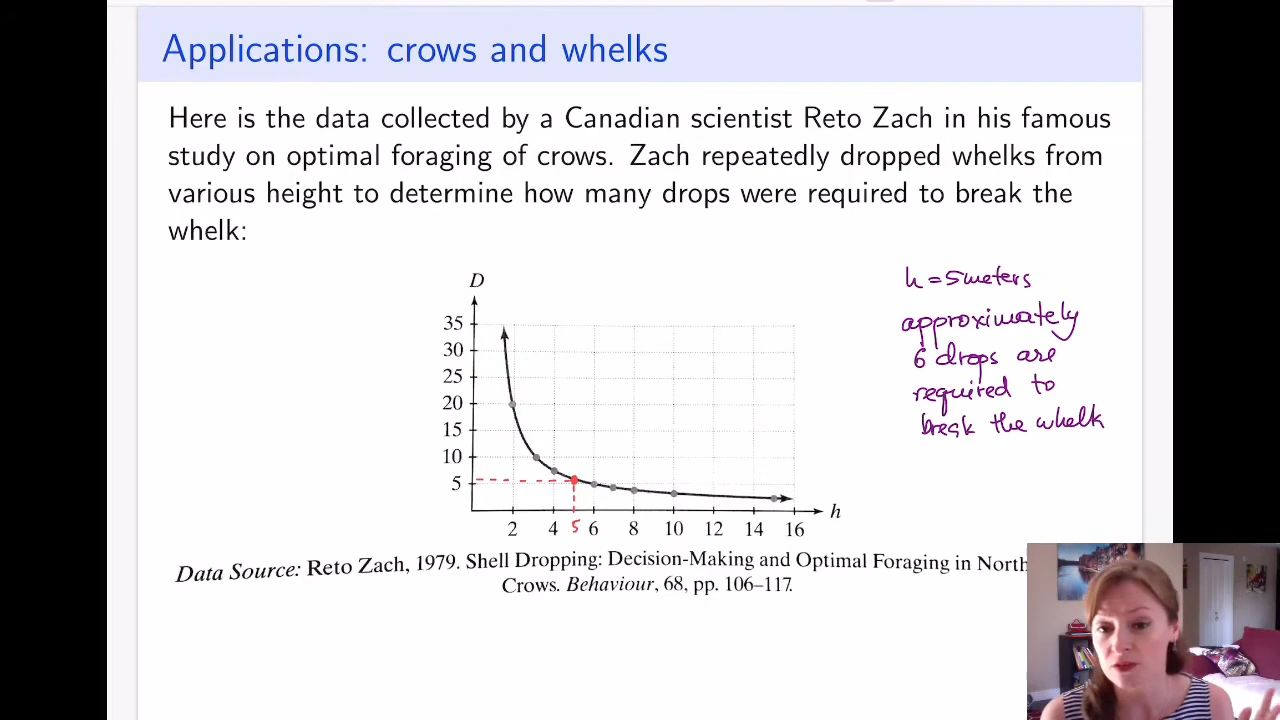 Applications: crows and whelks
Here is the data collected by a Canadian scientist Reto Zach in his famous
study on optimal foraging of crows. Zach repeatedly dropped whelks from
various height to determine how many drops were required to break the
whelk:
h = 5 meters
approximately
6 drops are
required to
break the whelk
D
35
30
25
20
15
10
5
2 4 5 6 8 10 12 14 16 h
Data Source: Reto Zach, 1979. Shell Dropping: Decision-Making and Optimal Foraging in North
Crows. Behaviour, 68, pp. 106–117.